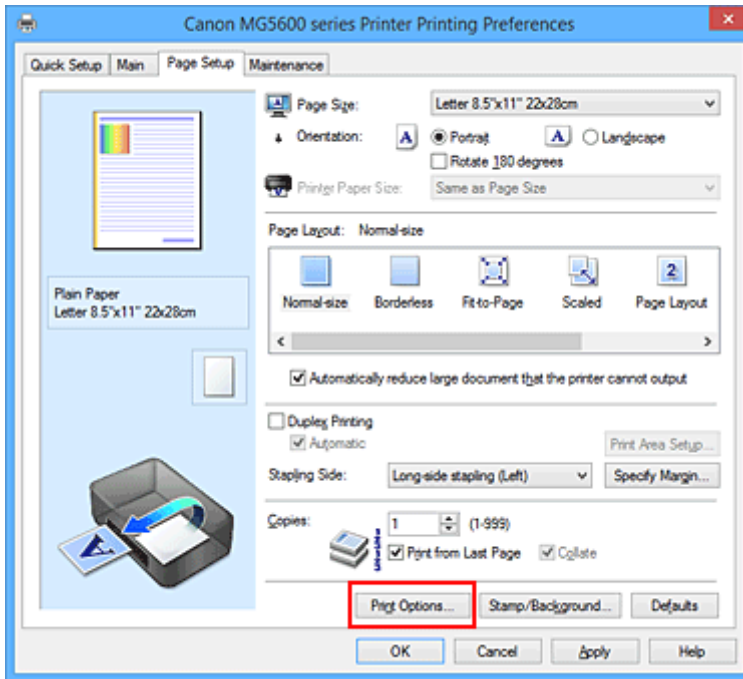 Canon MG5600 series Printer Printing Preferences
Quick Setup Main Page Setup Maintenance
Page Size: Letter 8.5"x11" 22x28cm
Orientation: A Portrait A Landscape
Rotate 180 degrees
Printer Paper Size: Same as Page Size
Page Layout: Normal-size
2
Normal-size Borderless Fit-to-Page Scaled Page Layout
Plain Paper
Letter 8.5"x11" 22x28cm
Automatically reduce large document that the printer cannot output
Duplex Printing
Automatic Print Area Setup...
Stapling Side: Long-side stapling (Left) Specify Margin...
Copies: 1 (1-999)
Print from Last Page Collate
A
Print Options... Stamp/Background... Defaults
OK Cancel Apply Help